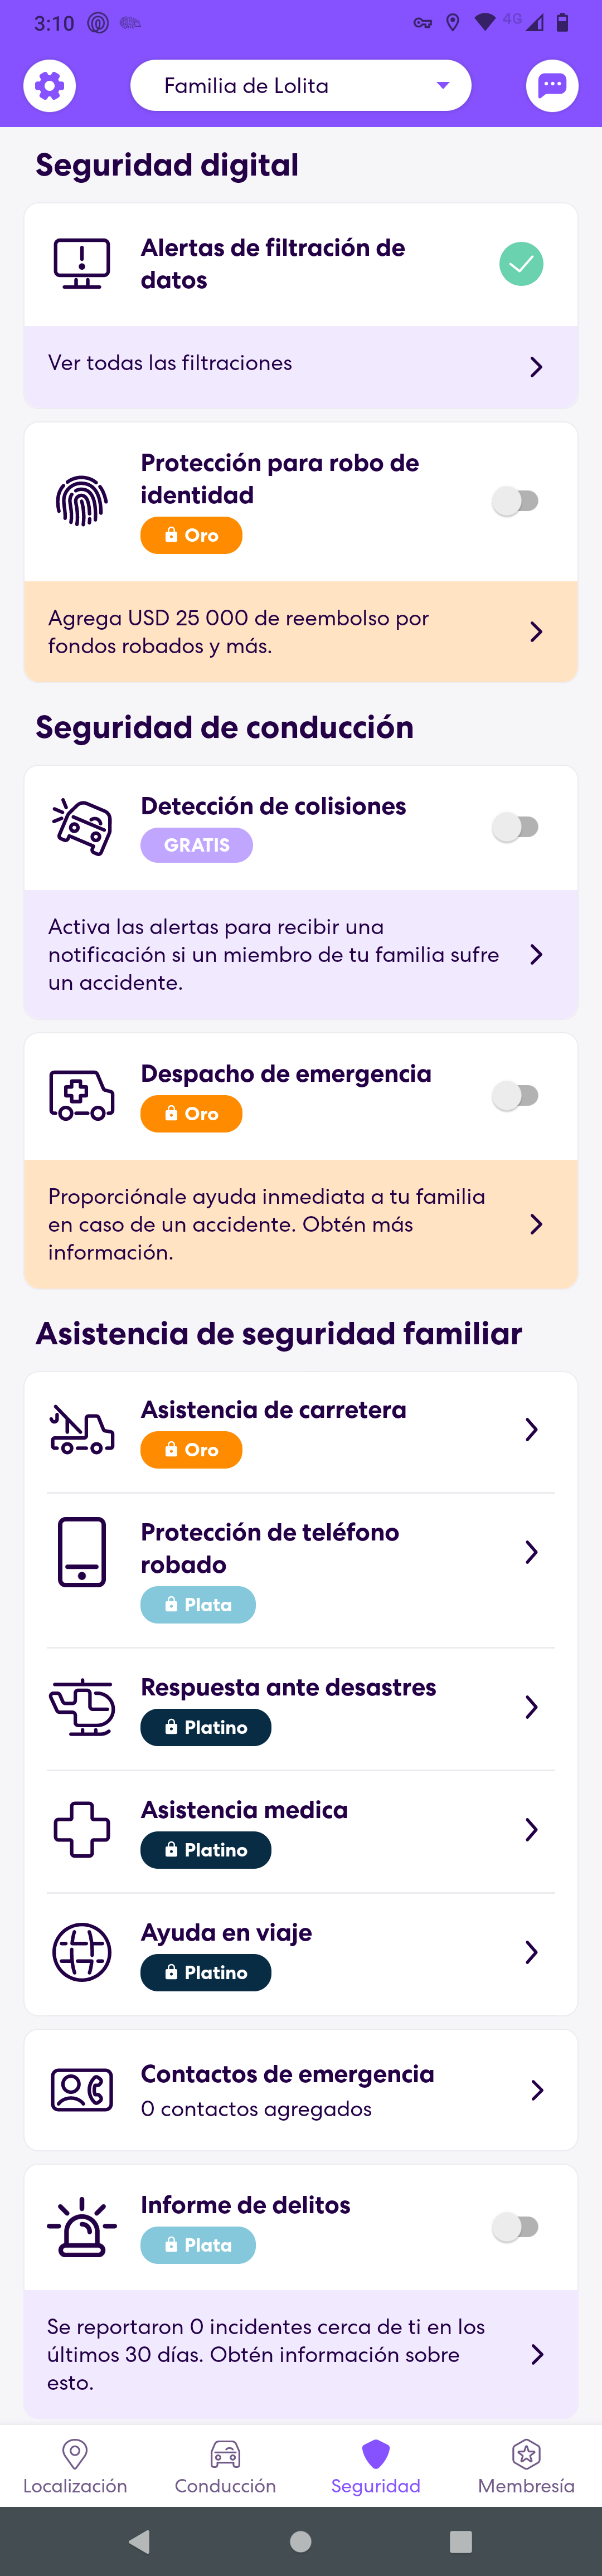 3:10
4G
Familia de Lolita
Seguridad digital
Alertas de filtración de
datos
Ver todas las filtraciones
Protección para robo de
identidad
Oro
Agrega USD 25 000 de reembolso por
fondos robados y más.
Seguridad de conducción
Detección de colisiones
GRATIS
Activa las alertas para recibir una
notificación si un miembro de tu familia sufre
un accidente.
Despacho de emergencia
Oro
Proporciónale ayuda inmediata a tu familia
en caso de un accidente. Obtén más
información.
Asistencia de seguridad familiar
Asistencia de carretera
Oro
Protección de teléfono
robado
Plata
Respuesta ante desastres
Platino
Asistencia medica
Platino
Ayuda en viaje
Platino
Contactos de emergencia
0 contactos agregados
Informe de delitos
Plata
Se reportaron 0 incidentes cerca de ti en los
últimos 30 días. Obtén información sobre
esto.
Localización
Conducción
Seguridad
Membresía